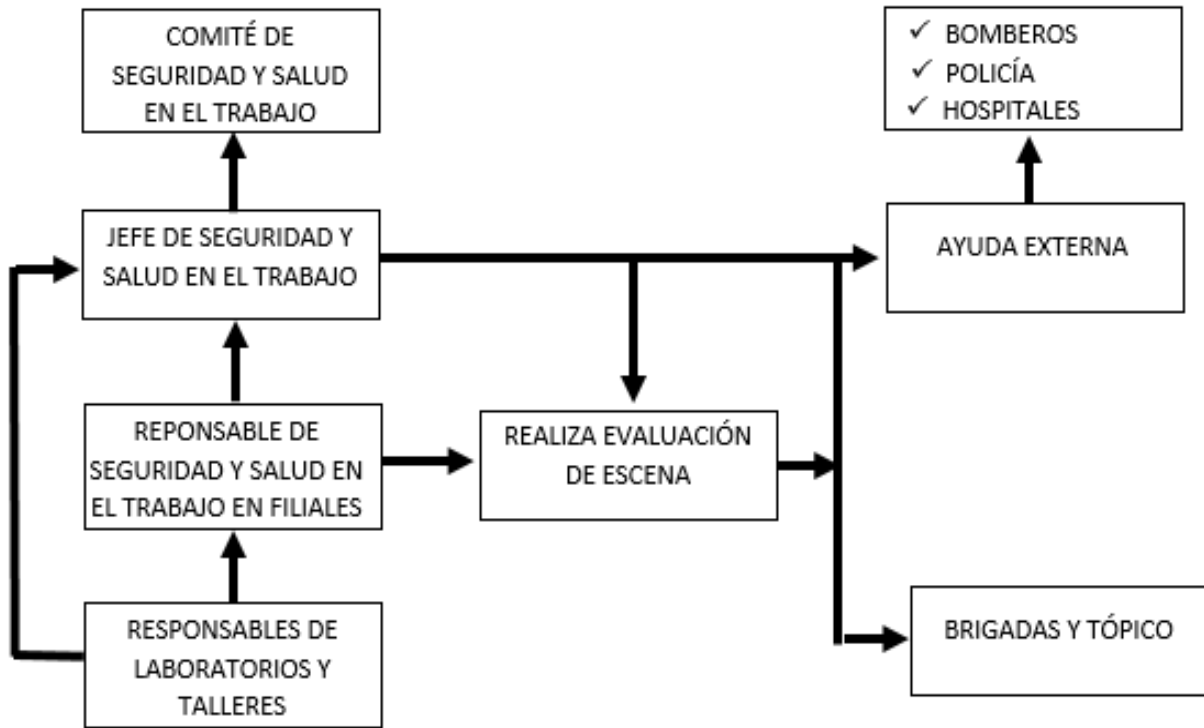 COMITÉ DE
SEGURIDAD Y SALUD
EN EL TRABAJO
✓ BOMBEROS
✓ POLICÍA
✓ HOSPITALES
JEFE DE SEGURIDAD Y
SALUD EN EL TRABAJO
AYUDA EXTERNA
REPONSABLE DE
SEGURIDAD Y SALUD EN
EL TRABAJO EN FILIALES
REALIZA EVALUACIÓN
DE ESCENA
RESPONSABLES DE
LABORATORIOS Y
TALLERES
BRIGADAS Y TÓPICO